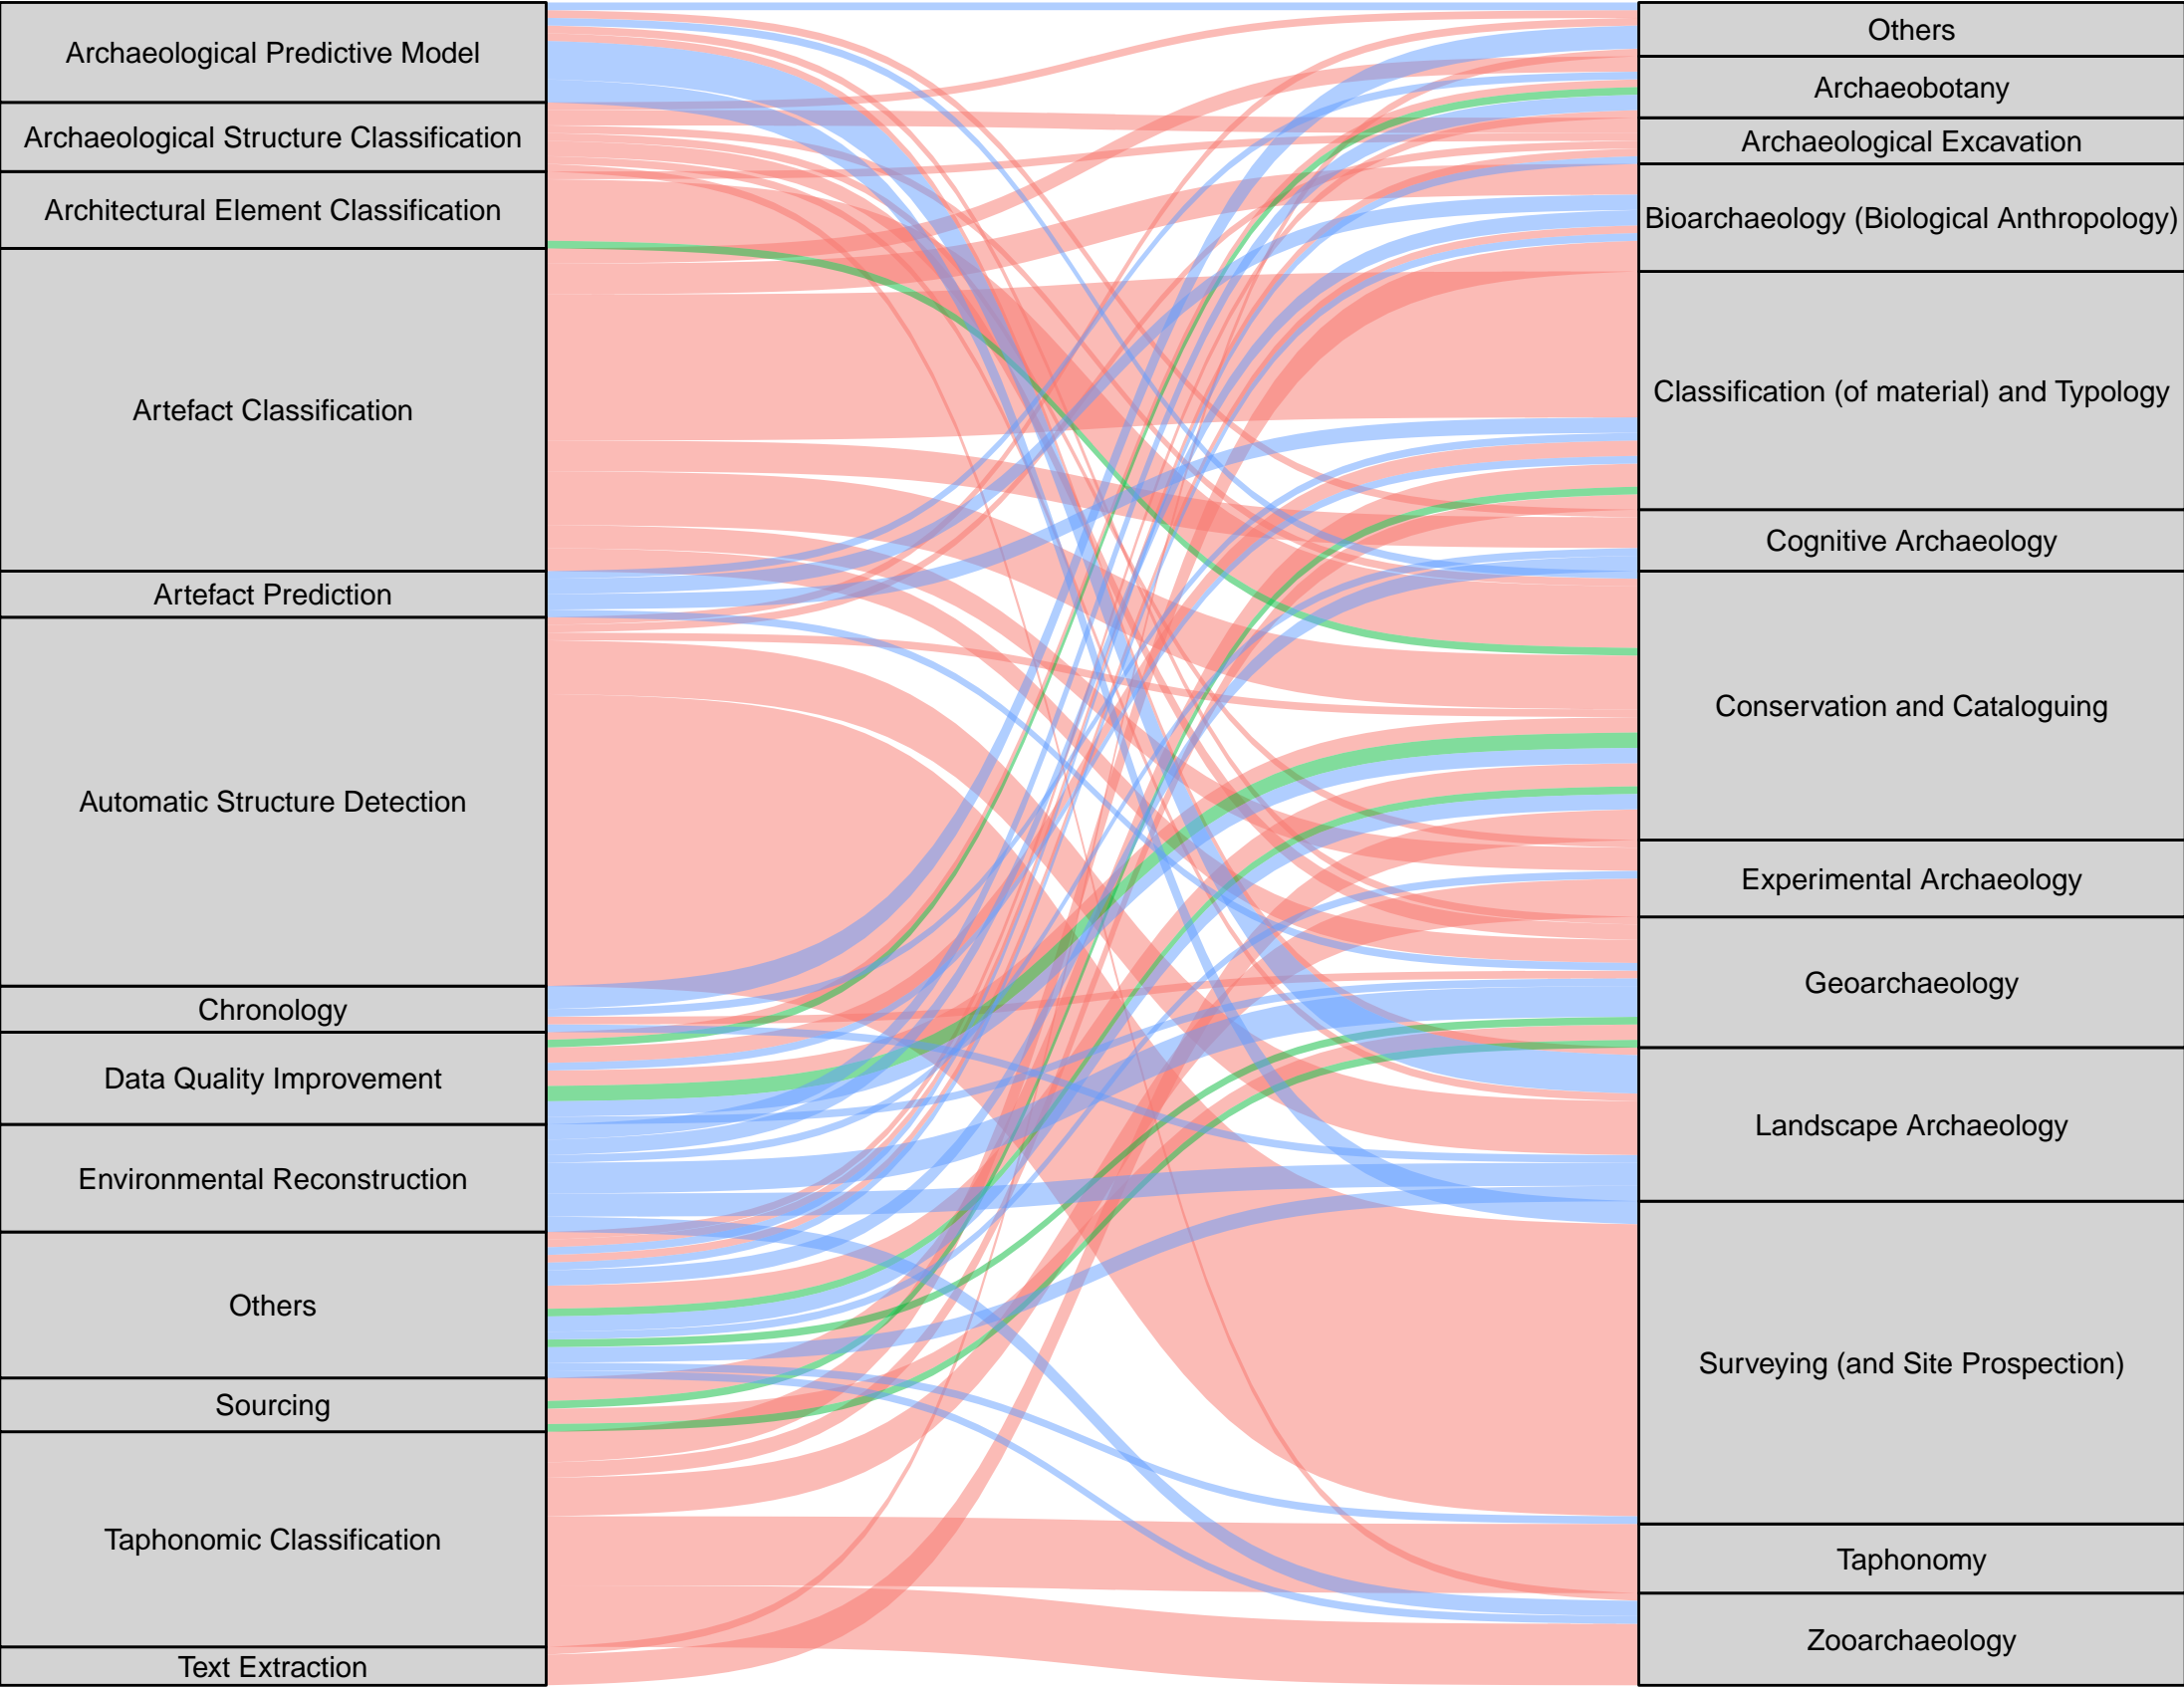 Archaeological Predictive Model
Archaeological Structure Classification
Architectural Element Classification
Artefact Classification
Artefact Prediction
Automatic Structure Detection
Chronology
Data Quality Improvement
Environmental Reconstruction
Others
Sourcing
Taphonomic Classification
Text Extraction
Others
Archaeobotany
Archaeological Excavation
Bioarchaeology (Biological Anthropology)
Classification (of material) and Typology
Cognitive Archaeology
Conservation and Cataloguing
Experimental Archaeology
Geoarchaeology
Landscape Archaeology
Surveying (and Site Prospection)
Taphonomy
Zooarchaeology